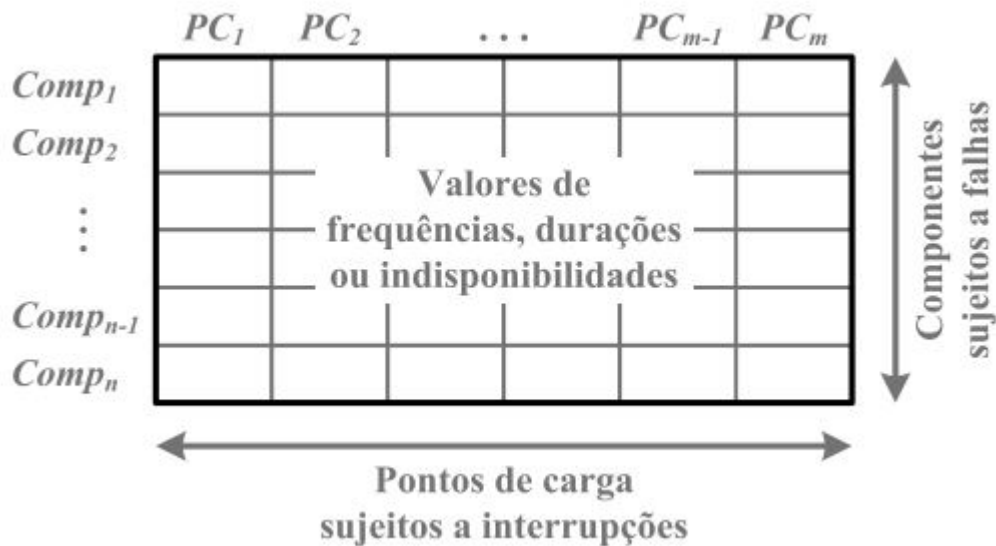 PC1 PC2 ... PCm-1 PCm
Comp1
Comp2
⋮
Compn-1
Compn
Valores de
frequências, durações
ou indisponibilidades
Componentes
sujeitos a falhas
Pontos de carga
sujeitos a interrupções